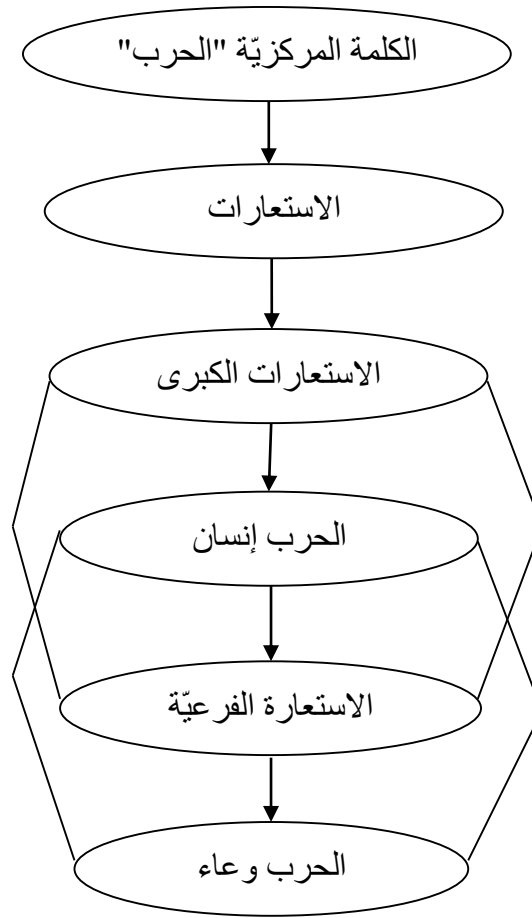 الكلمة المركزيّة "الحرب"
الاستعارات
الاستعارات الكبرى
الحرب إنسان
الاستعارة الفرعيّة
الحرب وعاء